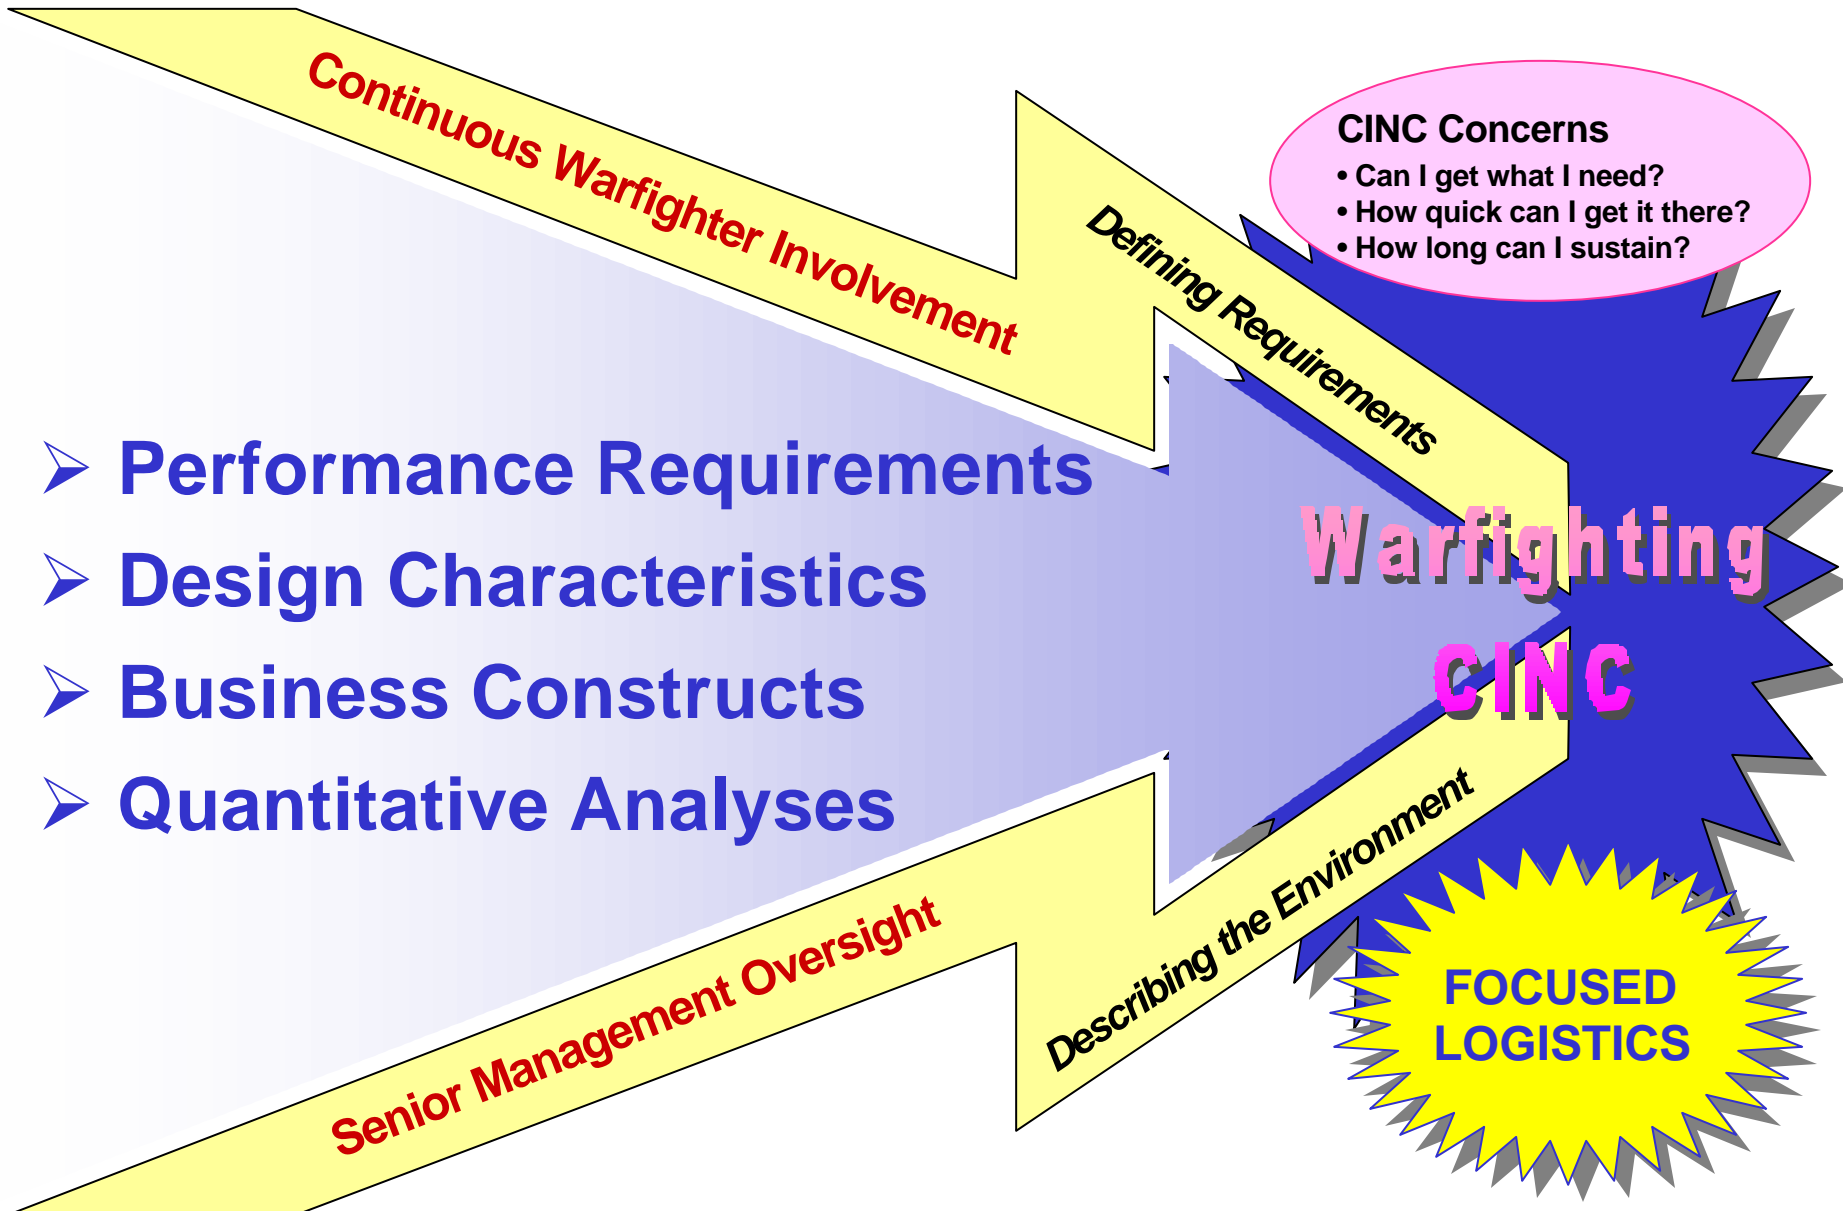 Continuous Warfighter Involvement
Defining Requirements
CINC Concerns
• Can I get what I need?
• How quick can I get it there?
• How long can I sustain?
➢ Performance Requirements
➢ Design Characteristics
➢ Business Constructs
➢ Quantitative Analyses
Warfighting
CINC
Senior Management Oversight
Describing the Environment
FOCUSED
LOGISTICS